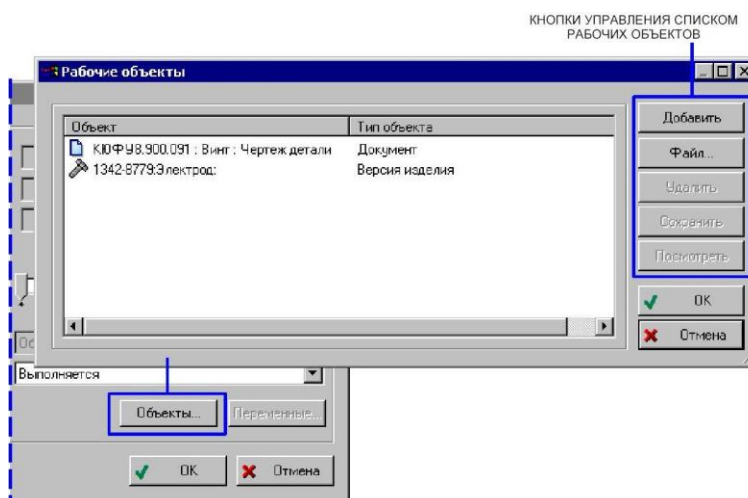 КНОПКИ УПРАВЛЕНИЯ СПИСКОМ
РАБОЧИХ ОБЪЕКТОВ
Рабочие объекты
Объект Тип объекта
КЮФУ8.900.091 : Винт : Чертеж детали Документ
1342-8779:Электрод: Версия изделия
Добавить
Файл...
Удалить
Сохранить
Посмотреть
OK
Отмена
Об
Выполняется
Объекты... Переменные...
OK Отмена